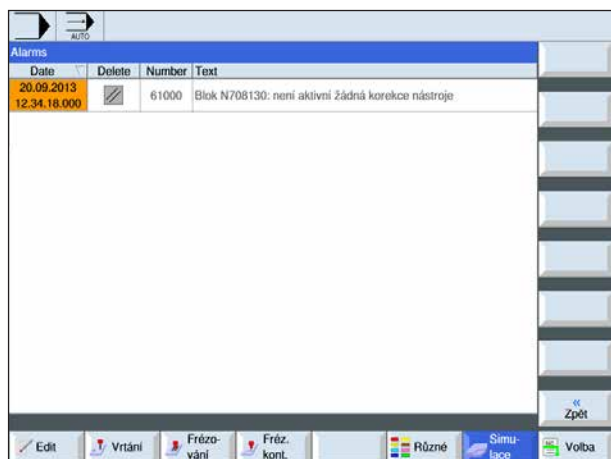 AUTO
Alarms
Date Delete Number Text
20.09.2013
12.34.18.000
61000 Blok N708130: není aktivní žádná korekce nástroje
«
Zpět
Edit
Vrtání
Frézo-
vání
Fréz.
kont.
Různé
Simu-
lace
NC
Volba